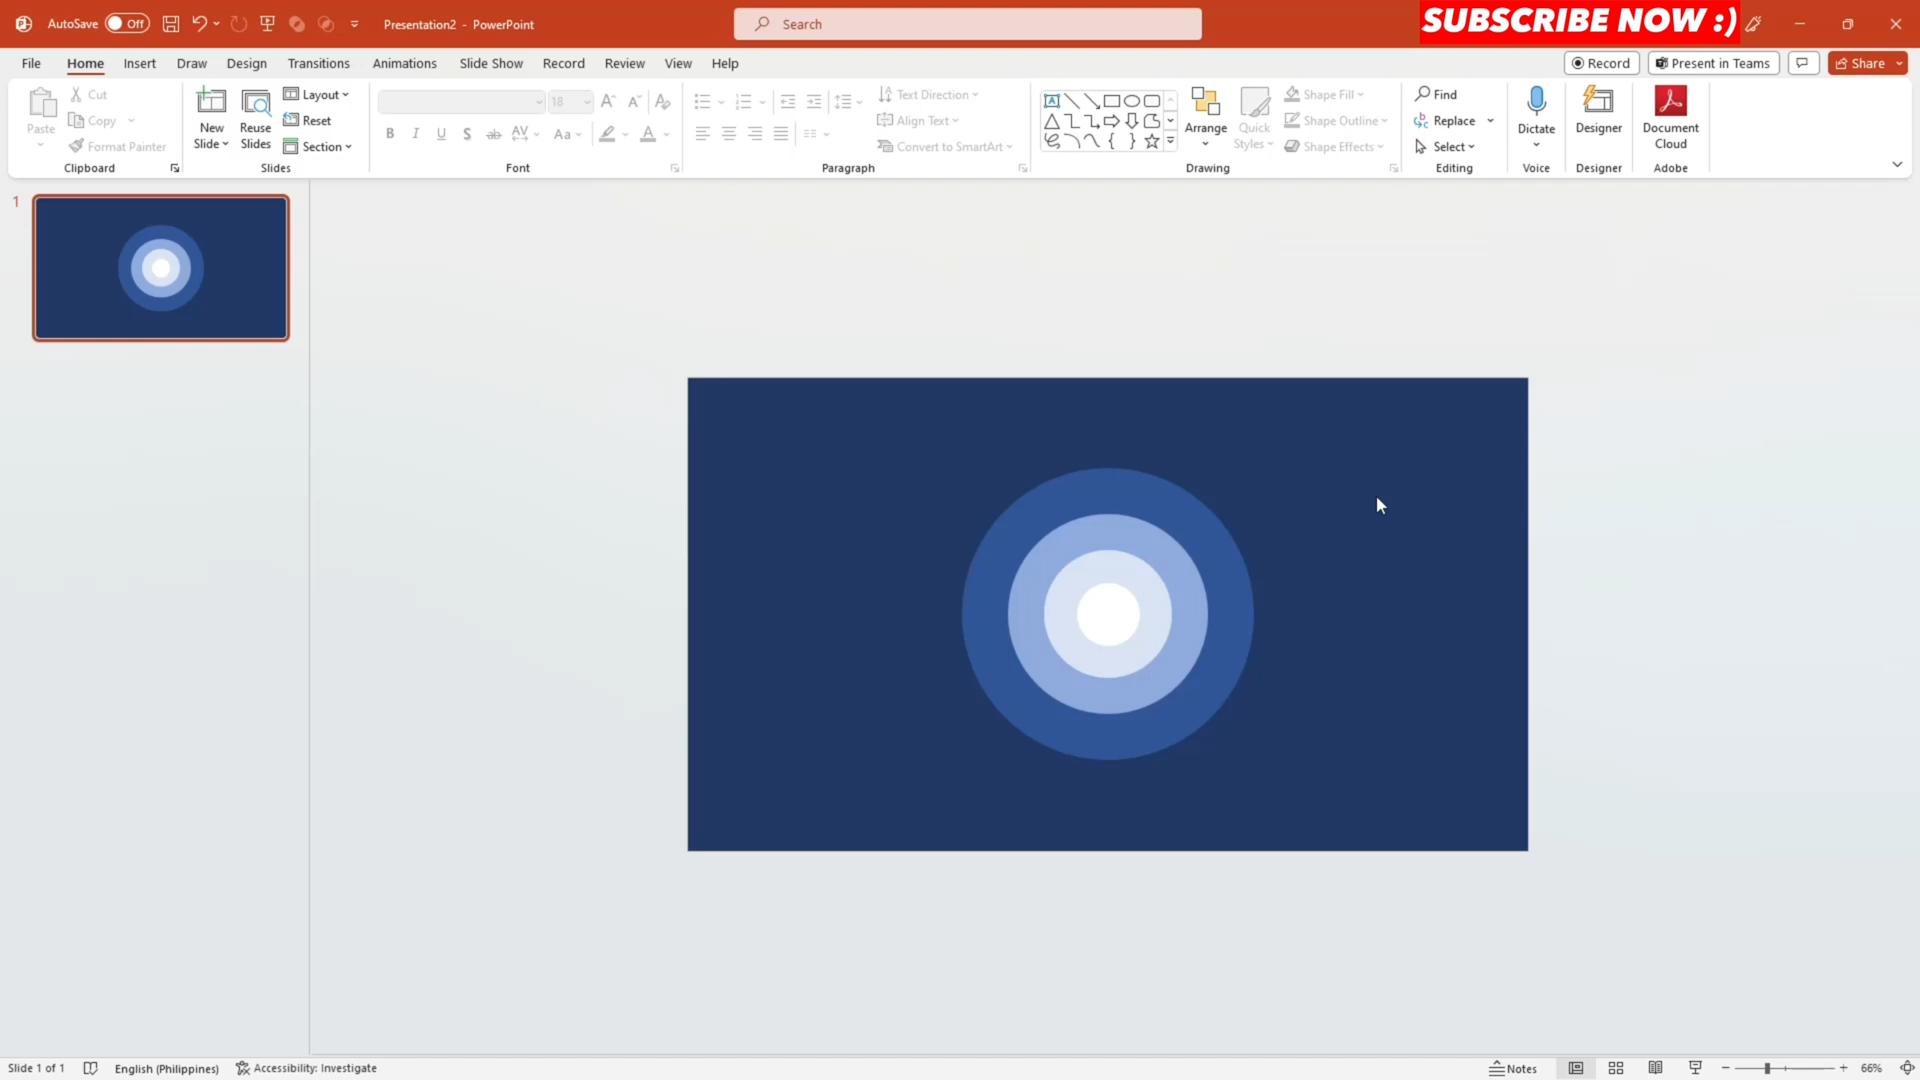 AutoSave Off Presentation2 - PowerPoint Search SUBSCRIBE NOW :)
File Home Insert Draw Design Transitions Animations Slide Show Record Review View Help Record Present in Teams Share
Paste Cut Copy Format Painter Clipboard
New Slide Reuse Slides Layout Reset Section Slides
18 B I U S ab AV Aa A Font
Text Direction Align Text Convert to SmartArt Paragraph
Arrange Quick Styles Shape Fill Shape Outline Shape Effects Drawing
Find Replace Select Editing
Dictate Voice
Designer Designer
Document Cloud Adobe
1
Slide 1 of 1 English (Philippines) Accessibility: Investigate Notes 66%